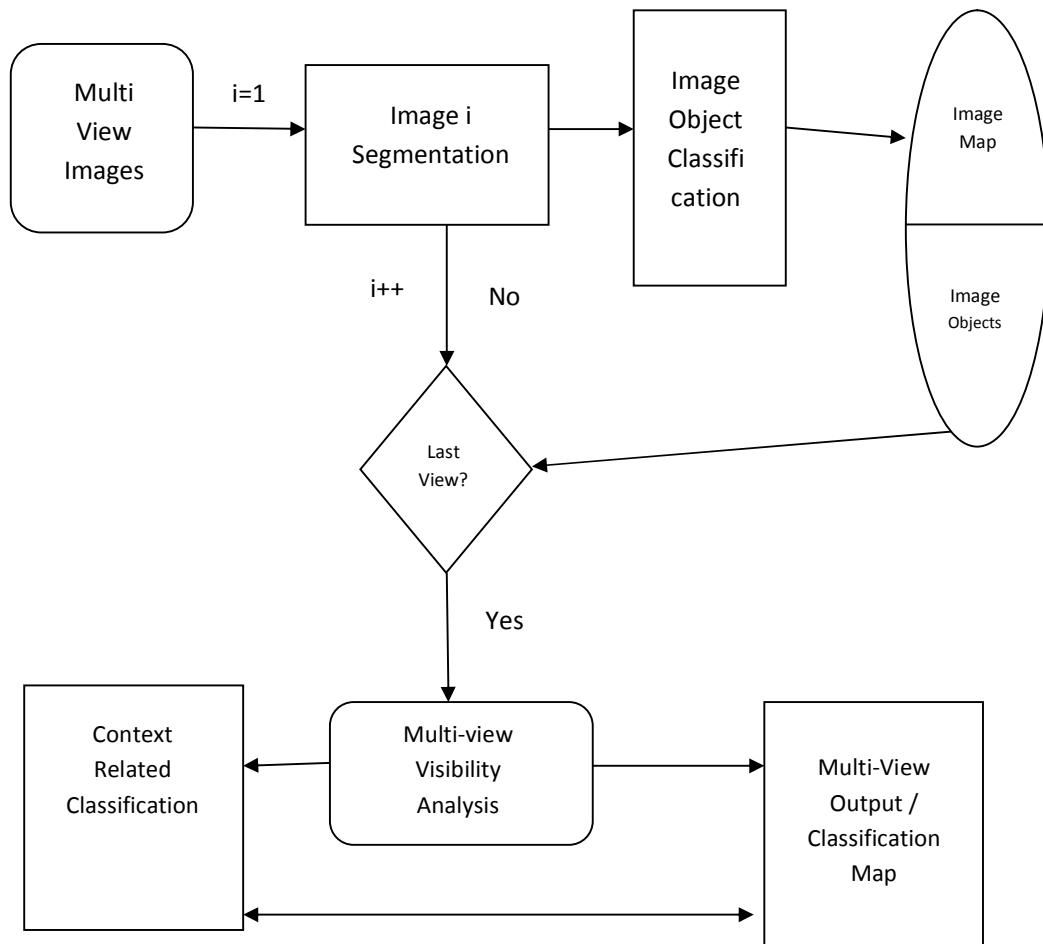 Multi
View
Images
i=1
Image i
Segmentation
Image
Object
Classifi
cation
Image
Map
Image
Objects
i++
No
Last
View?
Yes
Context
Related
Classification
Multi-view
Visibility
Analysis
Multi-View
Output /
Classification
Map